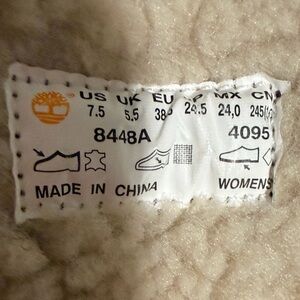 US UK EU MX CN
7.5 5.5 38 24.5 24,0
8448A 4095
MADE IN CHINA WOMENS